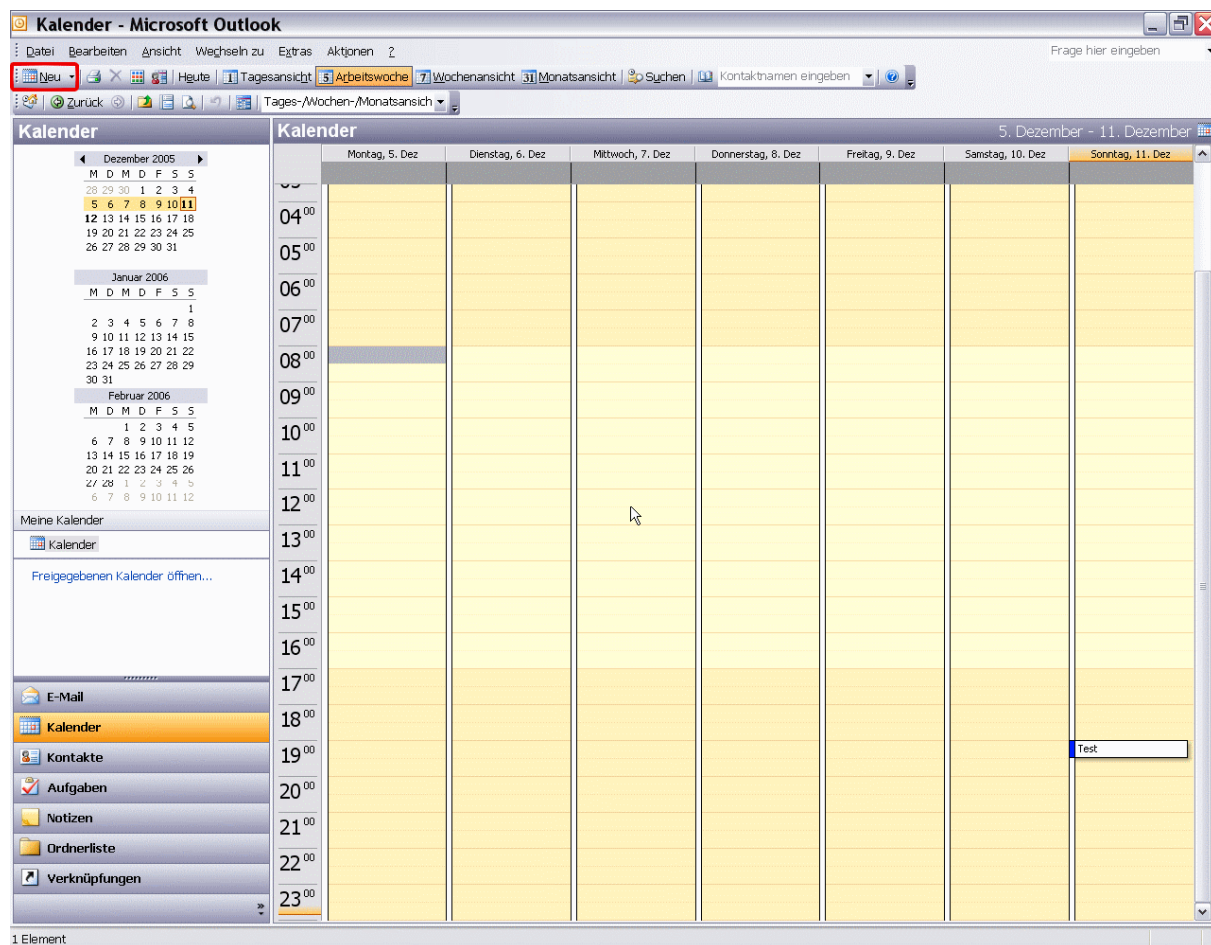 Kalender - Microsoft Outlook
Datei Bearbeiten Ansicht Wechseln zu Extras Aktionen ? Frage hier eingeben
Neu Heute 1 Tagesansicht 5 Arbeitswoche 7 Wochenansicht 31 Monatsansicht Suchen Kontaktnamen eingeben
Zurück Tages-/Wochen-/Monatsansich
Kalender
Dezember 2005
M D M D F S S
28 29 30 1 2 3 4
5 6 7 8 9 10 11
12 13 14 15 16 17 18
19 20 21 22 23 24 25
26 27 28 29 30 31
Januar 2006
M D M D F S S
1
2 3 4 5 6 7 8
9 10 11 12 13 14 15
16 17 18 19 20 21 22
23 24 25 26 27 28 29
30 31
Februar 2006
M D M D F S S
1 2 3 4 5
6 7 8 9 10 11 12
13 14 15 16 17 18 19
20 21 22 23 24 25 26
27 28 1 2 3 4 5
6 7 8 9 10 11 12
Meine Kalender
Kalender
Freigegebenen Kalender öffnen...
E-Mail
Kalender
Kontakte
Aufgaben
Notizen
Ordnerliste
Verknüpfungen
Kalender 5. Dezember - 11. Dezember
Montag, 5. Dez Dienstag, 6. Dez Mittwoch, 7. Dez Donnerstag, 8. Dez Freitag, 9. Dez Samstag, 10. Dez Sonntag, 11. Dez
04 00
05 00
06 00
07 00
08 00
09 00
10 00
11 00
12 00
13 00
14 00
15 00
16 00
17 00
18 00
19 00 Test
20 00
21 00
22 00
23 00
1 Element